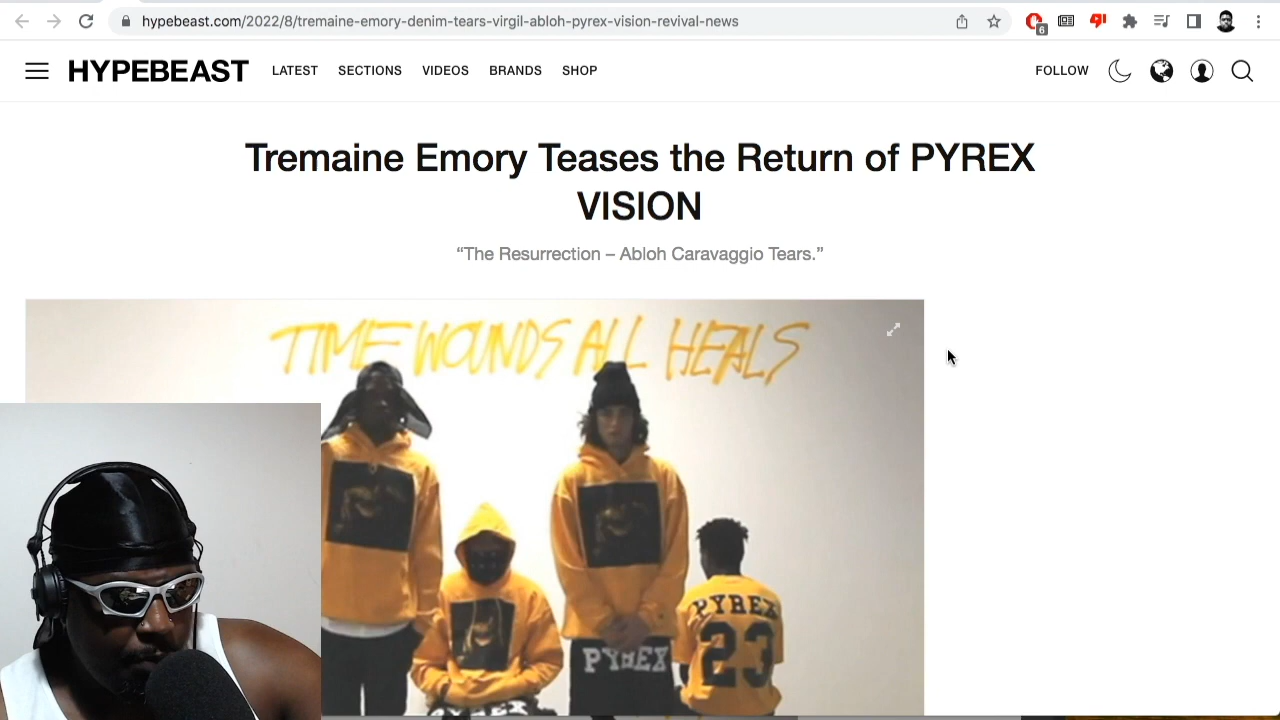 hypebeast.com/2022/8/tremaine-emory-denim-tears-virgil-abloh-pyrex-vision-revival-news
6
HYPEBEAST LATEST SECTIONS VIDEOS BRANDS SHOP FOLLOW
Tremaine Emory Teases the Return of PYREX
VISION
“The Resurrection – Abloh Caravaggio Tears.”
TIME WOUNDS ALL HEALS
PYREX
23
PYREX
PYREX